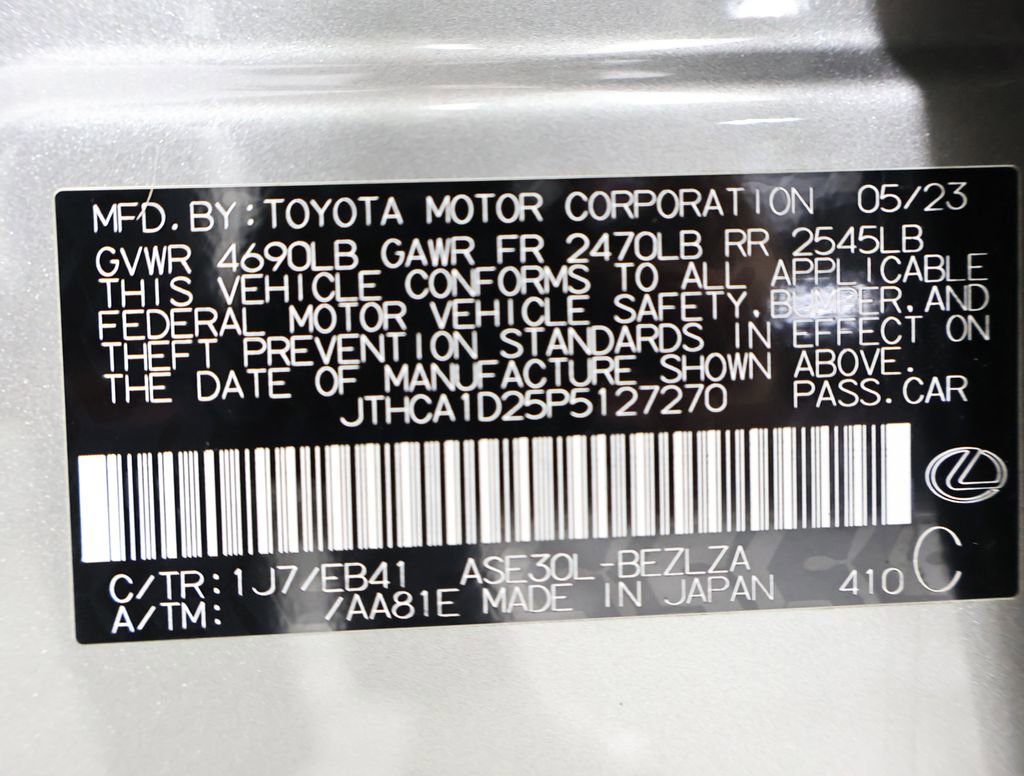 MFD. BY: TOYOTA MOTOR CORPORATION 05/23
GVWR 4690LB GAWR FR 2470LB RR 2545LB
THIS VEHICLE CONFORMS TO ALL APPLICABLE
FEDERAL MOTOR VEHICLE SAFETY. BUMPER. AND
THEFT PREVENTION STANDARDS IN EFFECT ON
THE DATE OF MANUFACTURE SHOWN ABOVE.
JTHCA1D25P5127270 PASS. CAR
C/TR: 1J7/EB41 ASE30L-BEZLZA
A/TM: /AA81E MADE IN JAPAN 410 C